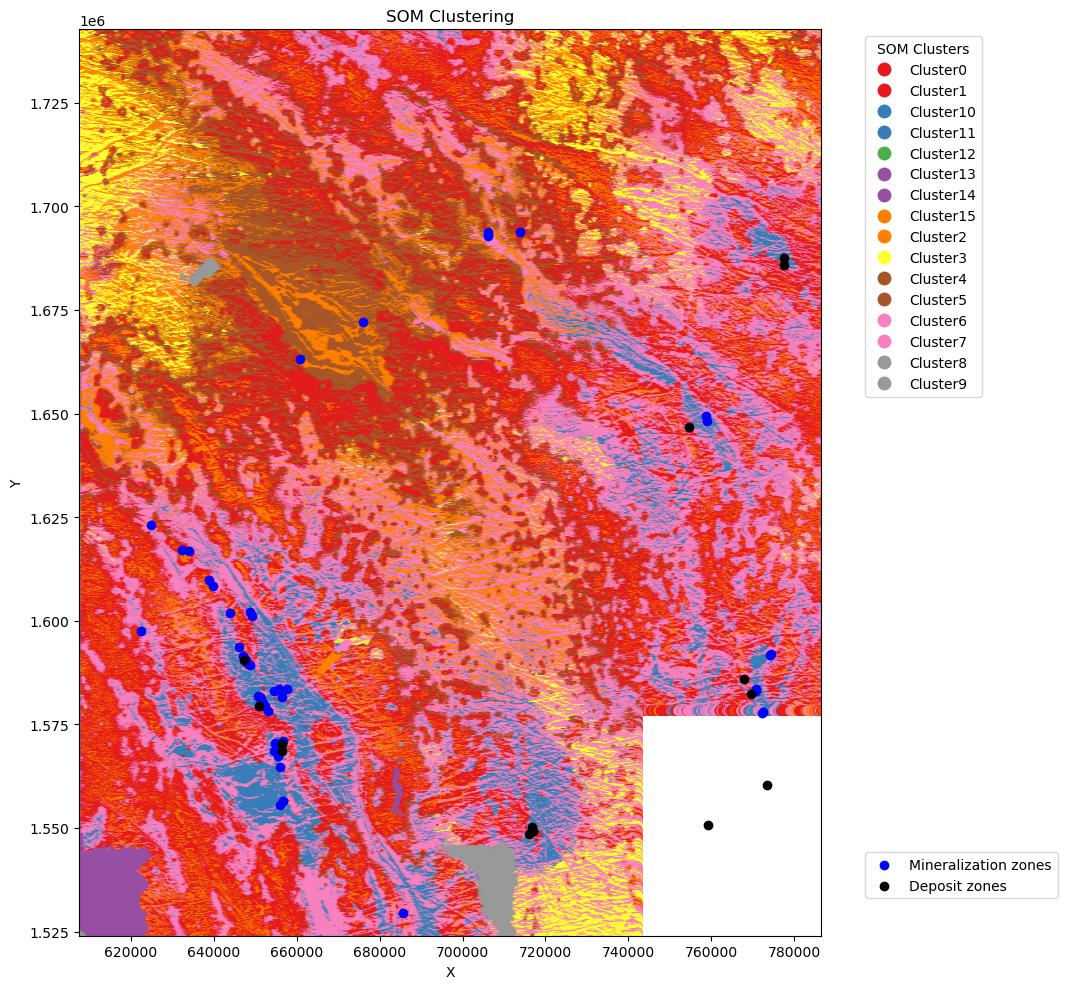 SOM Clustering
1e6
SOM Clusters
Cluster0
Cluster1
Cluster10
Cluster11
Cluster12
Cluster13
Cluster14
Cluster15
Cluster2
Cluster3
Cluster4
Cluster5
Cluster6
Cluster7
Cluster8
Cluster9
1.725
1.700
1.675
1.650
1.625
1.600
1.575
1.550
1.525
Y
Mineralization zones
Deposit zones
620000 640000 660000 680000 700000 720000 740000 760000 780000
X